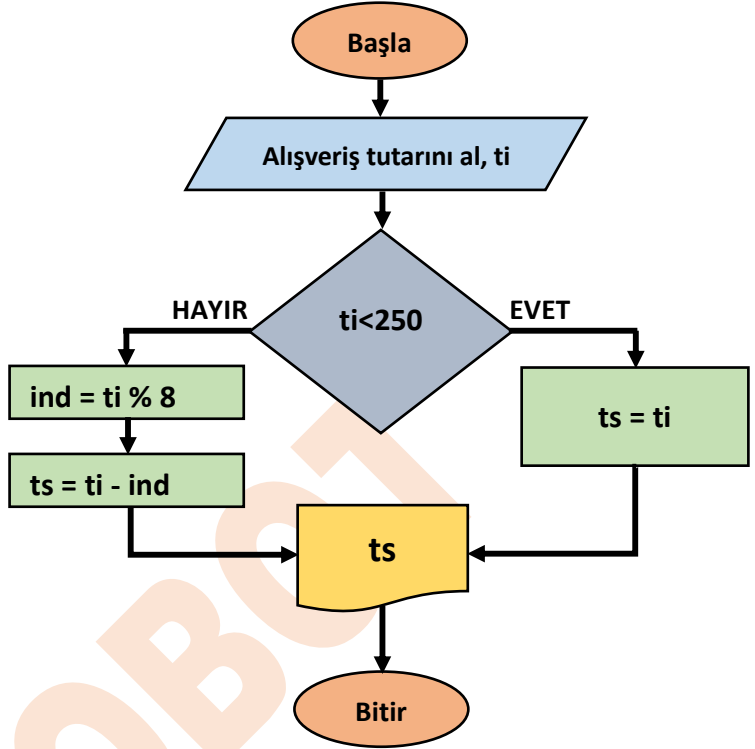 Başla
Alışveriş tutarını al, ti
ti<250
HAYIR
EVET
ind = ti % 8
ts = ti - ind
ts = ti
ts
Bitir
OBOT